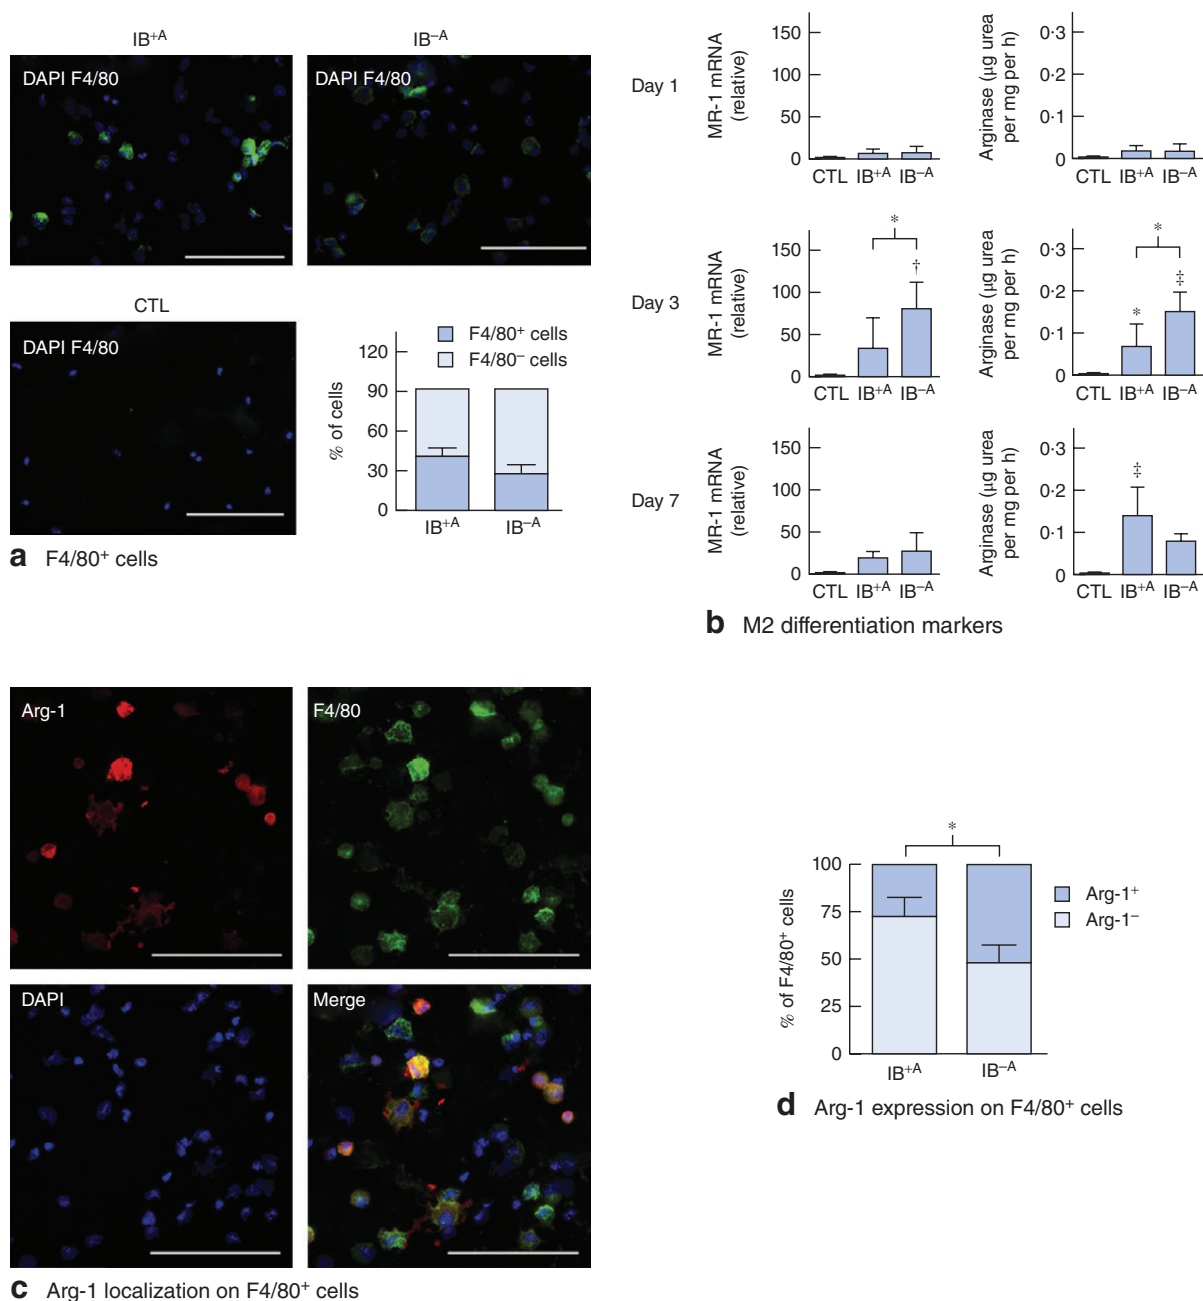 IB+A
IB–A
DAPI F4/80
DAPI F4/80
CTL
DAPI F4/80
F4/80+ cells
F4/80– cells
% of cells
120
90
60
30
0
IB+A IB–A
a F4/80+ cells
Day 1
MR-1 mRNA
(relative)
150
100
50
0
CTL IB+A IB–A
Arginase (μg urea
per mg per h)
0·3
0·2
0·1
0
CTL IB+A IB–A
Day 3
MR-1 mRNA
(relative)
150
100
50
0
*
†
CTL IB+A IB–A
Arginase (μg urea
per mg per h)
0·3
0·2
0·1
0
*
*
‡
CTL IB+A IB–A
Day 7
MR-1 mRNA
(relative)
150
100
50
0
CTL IB+A IB–A
Arginase (μg urea
per mg per h)
0·3
0·2
0·1
0
‡
CTL IB+A IB–A
b M2 differentiation markers
Arg-1
F4/80
DAPI
Merge
c Arg-1 localization on F4/80+ cells
% of F4/80+ cells
100
75
50
25
0
*
Arg-1+
Arg-1–
IB+A IB–A
d Arg-1 expression on F4/80+ cells